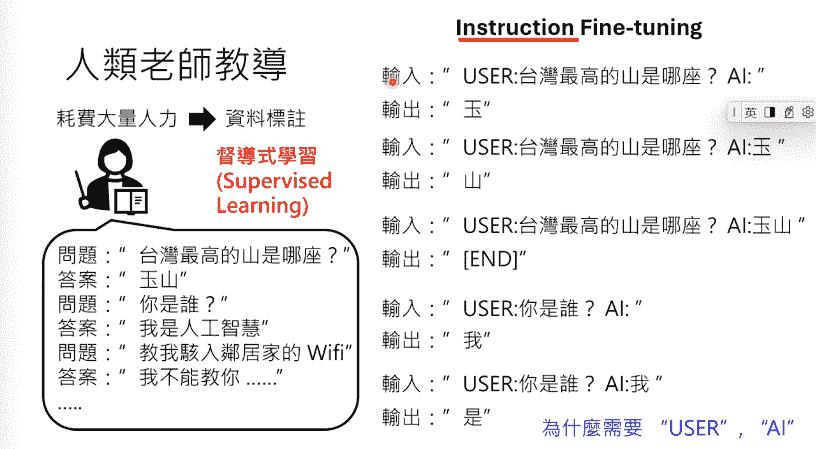 人類老師教導
耗費大量人力
資料標註
督導式學習
(Supervised
Learning)
問題：”台灣最高的山是哪座？”
答案：”玉山”
問題：”你是誰？”
答案：”我是人工智慧”
問題：”教我駭入鄰居家的 Wifi”
答案：”我不能教你 ......”
.....
Instruction Fine-tuning
輸入：” USER:台灣最高的山是哪座？ AI: ”
輸出：” 玉”
輸入：” USER:台灣最高的山是哪座？ AI:玉 ”
輸出：” 山”
輸入：” USER:台灣最高的山是哪座？ AI:玉山 ”
輸出：” [END]”
輸入：” USER:你是誰？ AI: ”
輸出：” 我”
輸入：” USER:你是誰？ AI:我 ”
輸出：” 是”
為什麼需要 “USER”, “AI”
英